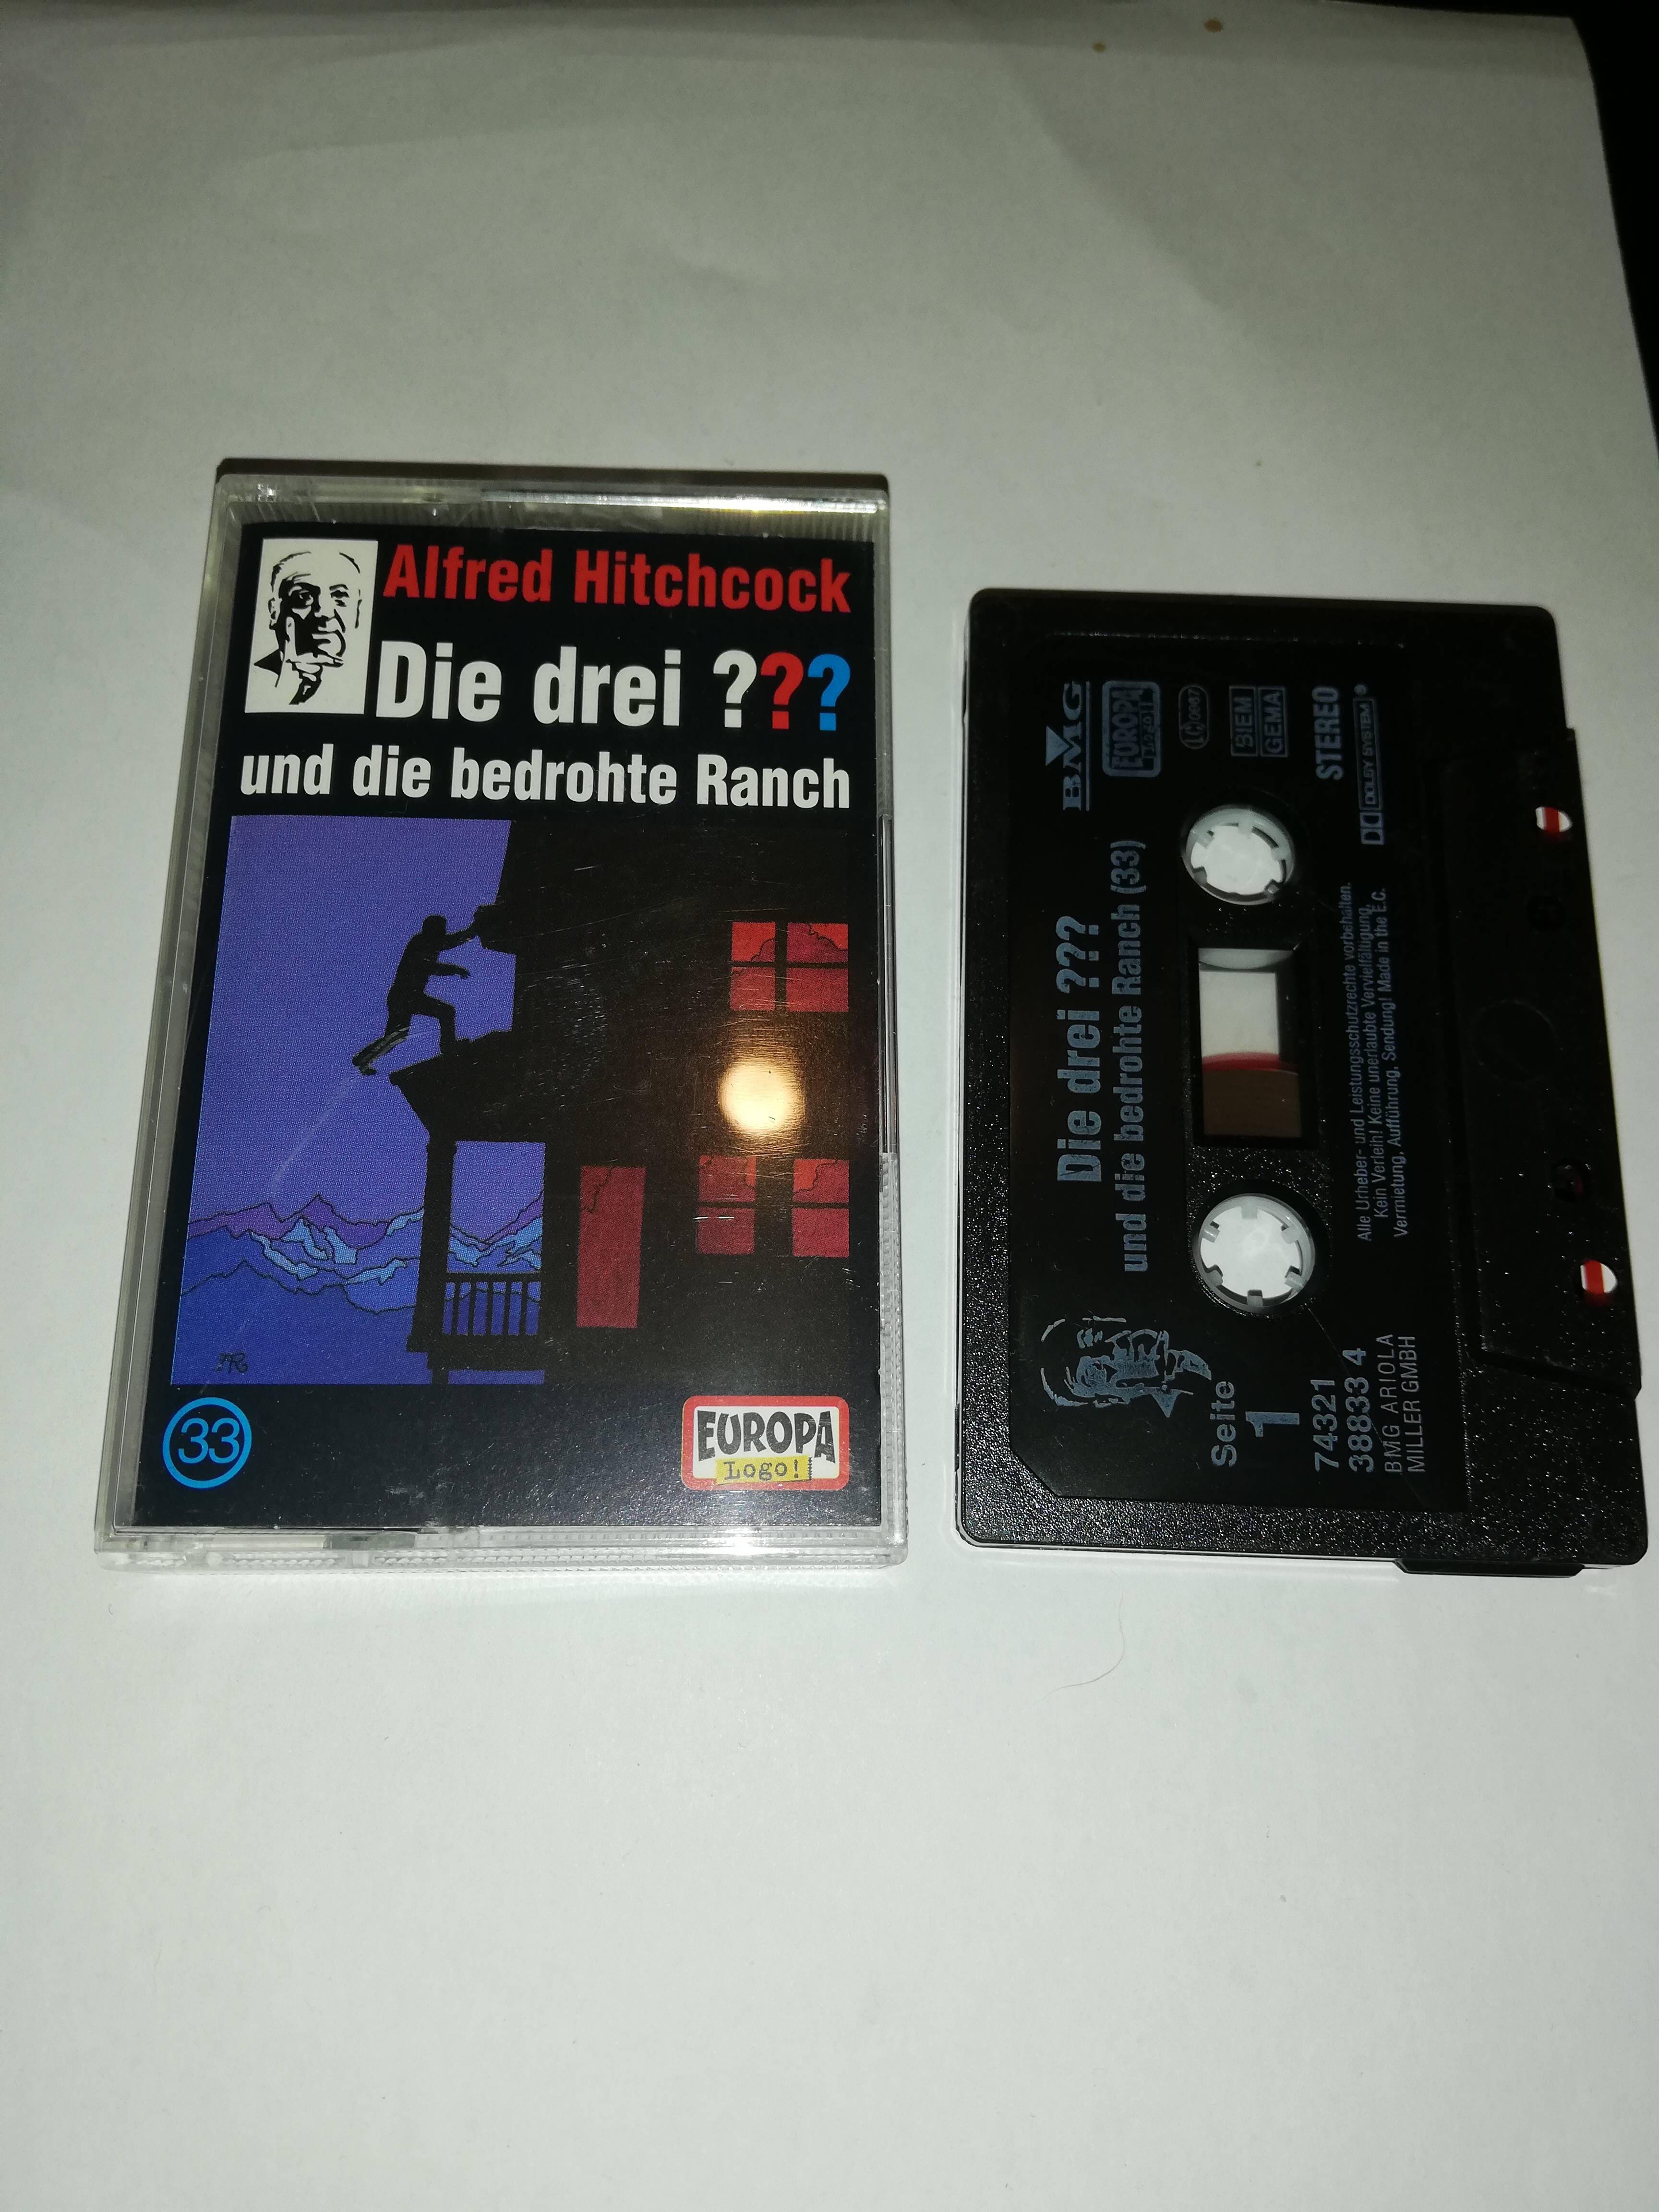 Alfred Hitchcock
Die drei ???
und die bedrohte Ranch
33
EUROPA
Logo!
Die drei ???
und die bedrohte Ranch (33)
BMG
EUROPA
LC 0967
BIEM
GEMA
STEREO
DOLBY SYSTEM
Seite
1
74321
38833 4
BMG ARIOLA
MILLER GMBH
Alle Urheber- und Leistungsschutzrechte vorbehalten.
Kein Verleih! Keine unerlaubte Vervielfältigung,
Vermietung, Aufführung, Sendung! Made in the E.C.